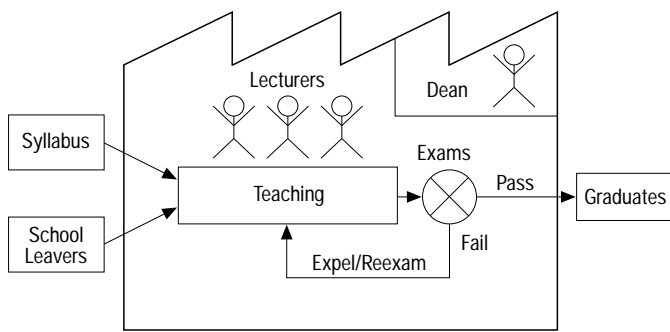 Lecturers
Dean
Syllabus
Exams
Teaching
Pass
Graduates
School
Leavers
Fail
Expel/Reexam